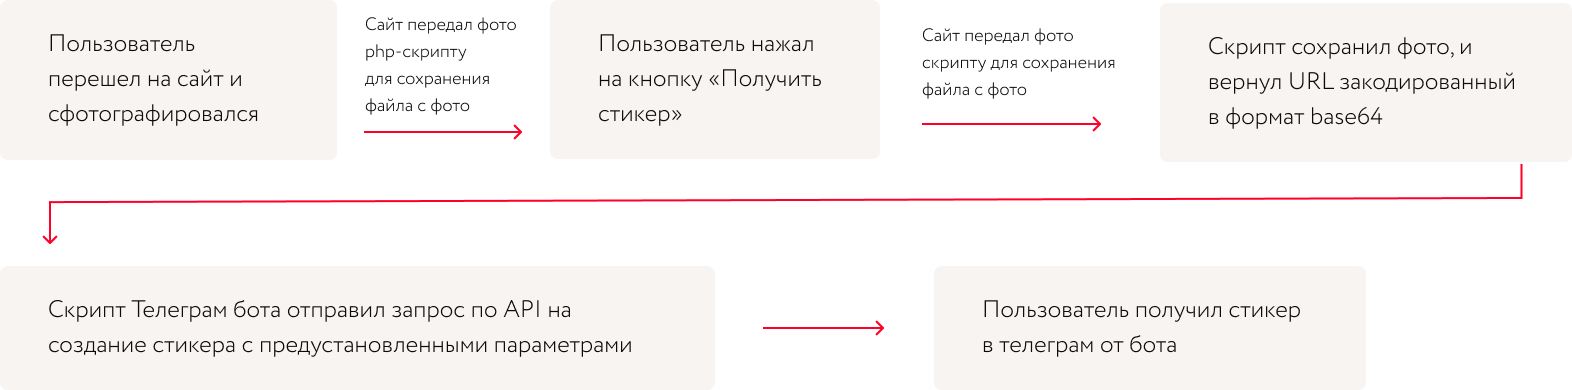 Пользователь
перешел на сайт и
сфотографировался
Сайт передал фото
php-скрипту
для сохранения
файла с фото
Пользователь нажал
на кнопку «Получить
стикер»
Сайт передал фото
скрипту для сохранения
файла с фото
Скрипт сохранил фото, и
вернул URL закодированный
в формат base64
Скрипт Телеграм бота отправил запрос по API на
создание стикера с предустановленными параметрами
Пользователь получил стикер
в телеграм от бота